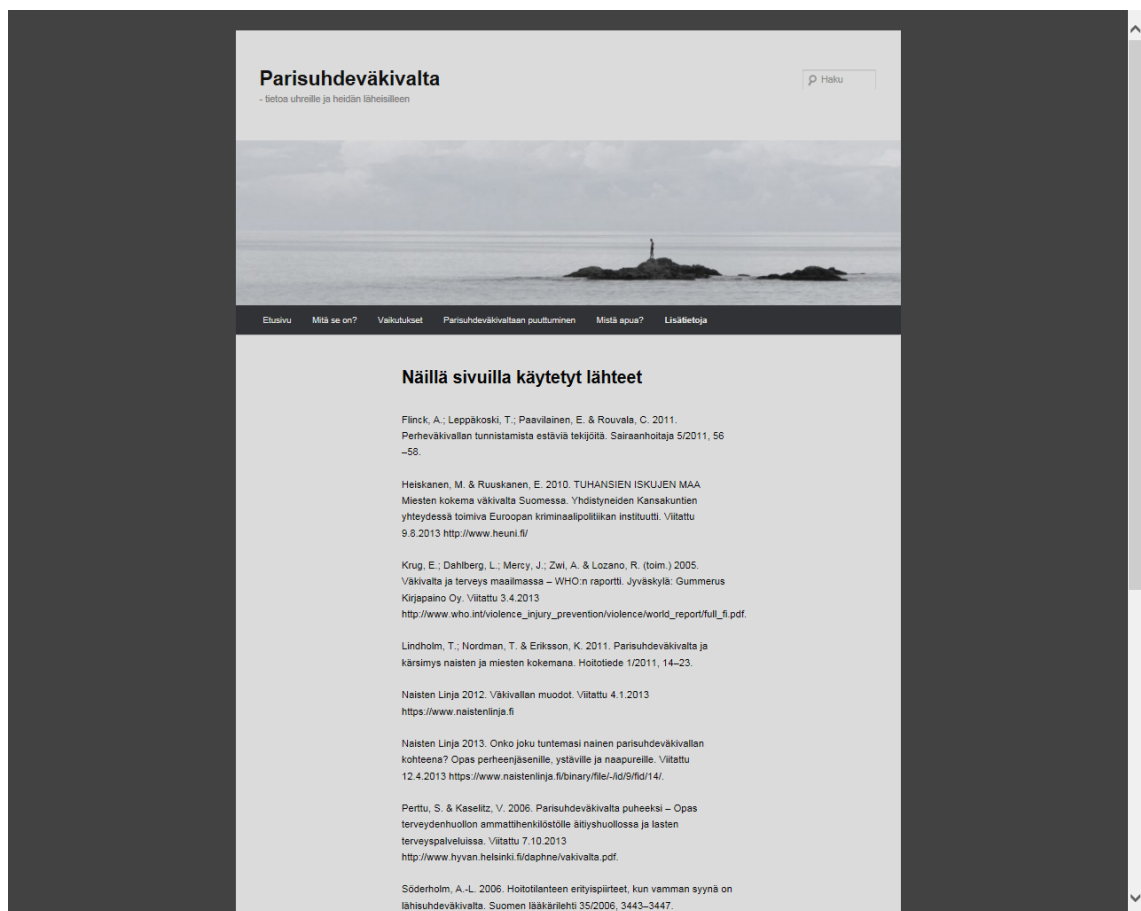 Parisuhdeväkivalta
- tietoa uhreille ja heidän läheisilleen
Haku
Etusivu Mitä se on? Vaikutukset Parisuhdeväkivaltaan puuttuminen Mistä apua? Lisätietoja
Näillä sivuilla käytetyt lähteet
Flinck, A.; Leppäkoski, T.; Paavilainen, E. & Rouvala, C. 2011.
Perheväkivallan tunnistamista estäviä tekijöitä. Sairaanhoitaja 5/2011, 56
–58.
Heiskanen, M. & Ruuskanen, E. 2010. TUHANSIEN ISKUJEN MAA
Miesten kokema väkivalta Suomessa. Yhdistyneiden Kansakuntien
yhteydessä toimiva Euroopan kriminaalipolitiikan instituutti. Viitattu
9.8.2013 http://www.heuni.fi/
Krug, E.; Dahlberg, L.; Mercy, J.; Zwi, A. & Lozano, R. (toim.) 2005.
Väkivalta ja terveys maailmassa – WHO:n raportti. Jyväskylä: Gummerus
Kirjapaino Oy. Viitattu 3.4.2013
http://www.who.int/violence_injury_prevention/violence/world_report/full_fi.pdf.
Lindholm, T.; Nordman, T. & Eriksson, K. 2011. Parisuhdeväkivalta ja
kärsimys naisten ja miesten kokemana. Hoitotiede 1/2011, 14–23.
Naisten Linja 2012. Väkivallan muodot. Viitattu 4.1.2013
https://www.naistenlinja.fi
Naisten Linja 2013. Onko joku tuntemasi nainen parisuhdeväkivallan
kohteena? Opas perheenjäsenille, ystäville ja naapureille. Viitattu
12.4.2013 https://www.naistenlinja.fi/binary/file/-/id/9/fid/14/.
Perttu, S. & Kaselitz, V. 2006. Parisuhdeväkivalta puheeksi – Opas
terveydenhuollon ammattihenkilöstölle äitiyshuollossa ja lasten
terveyspalveluissa. Viitattu 7.10.2013
http://www.hyvan.helsinki.fi/daphne/vakivalta.pdf.
Söderholm, A.-L. 2006. Hoitotilanteen erityispiirteet, kun vamman syynä on
lähisuhdeväkivalta. Suomen lääkärilehti 35/2006, 3443–3447.